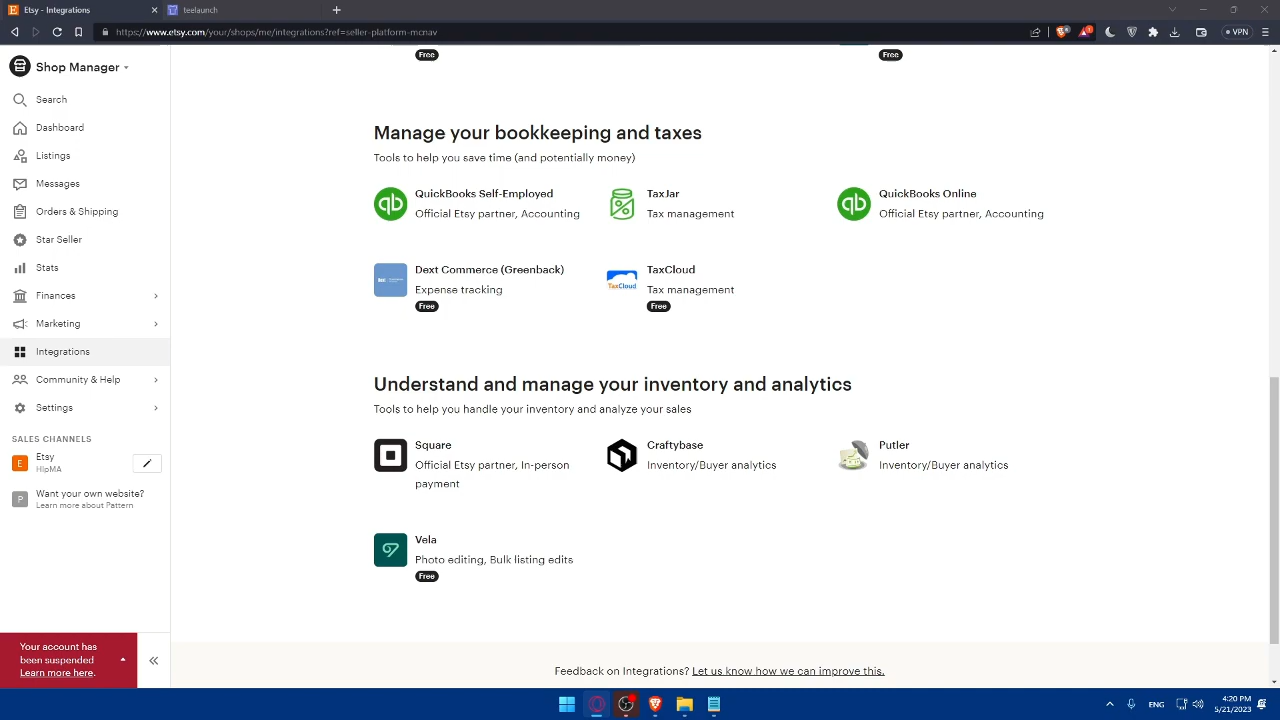 Etsy - Integrations
teelaunch
https://www.etsy.com/your/shops/me/integrations?ref=seller-platform-mcnav
VPN
Shop Manager
Search
Dashboard
Listings
Messages
Orders & Shipping
Star Seller
Stats
Finances
Marketing
Integrations
Community & Help
Settings
SALES CHANNELS
E
Etsy
HipMA
P
Want your own website?
Learn more about Pattern
Your account has
been suspended
Learn more here.
Free
Free
Manage your bookkeeping and taxes
Tools to help you save time (and potentially money)
qb
QuickBooks Self-Employed
Official Etsy partner, Accounting
TaxJar
Tax management
qb
QuickBooks Online
Official Etsy partner, Accounting
Dext Commerce (Greenback)
Expense tracking
Free
TaxCloud
TaxCloud
Tax management
Free
Understand and manage your inventory and analytics
Tools to help you handle your inventory and analyze your sales
Square
Official Etsy partner, In-person
payment
Craftybase
Inventory/Buyer analytics
Putler
Inventory/Buyer analytics
Vela
Photo editing, Bulk listing edits
Free
Feedback on Integrations? Let us know how we can improve this.
ENG
4:20 PM
5/21/2023